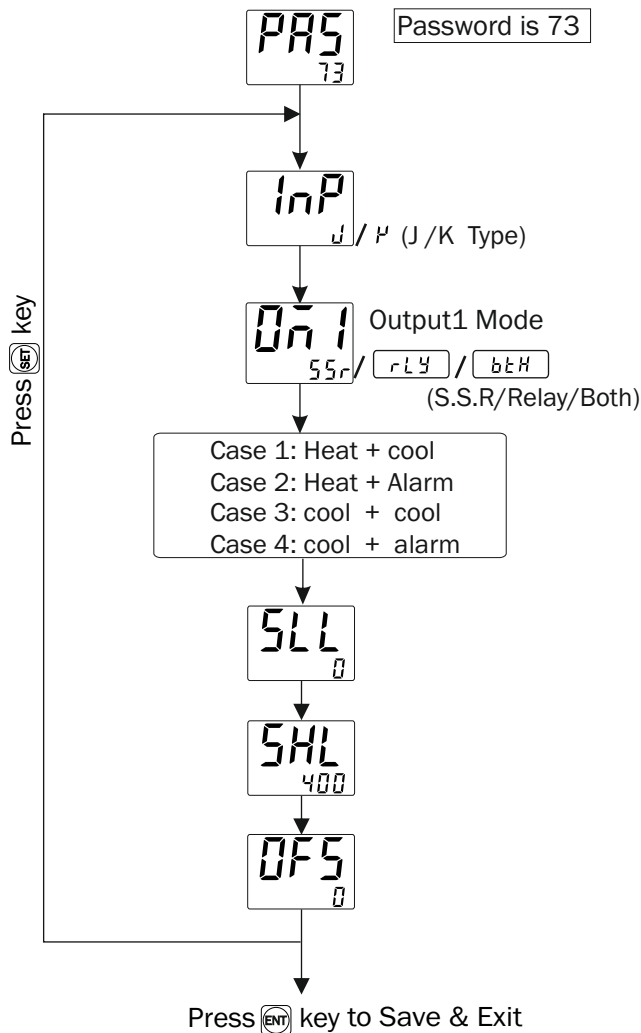 PAS
Password is 73
73
InP
J / K (J /K Type)
Om1
Output1 Mode
SSr / rLY / btH
(S.S.R/Relay/Both)
Press SET key
Case 1: Heat + cool
Case 2: Heat + Alarm
Case 3: cool + cool
Case 4: cool + alarm
SLL
0
SHL
400
OFS
0
Press ENT key to Save & Exit